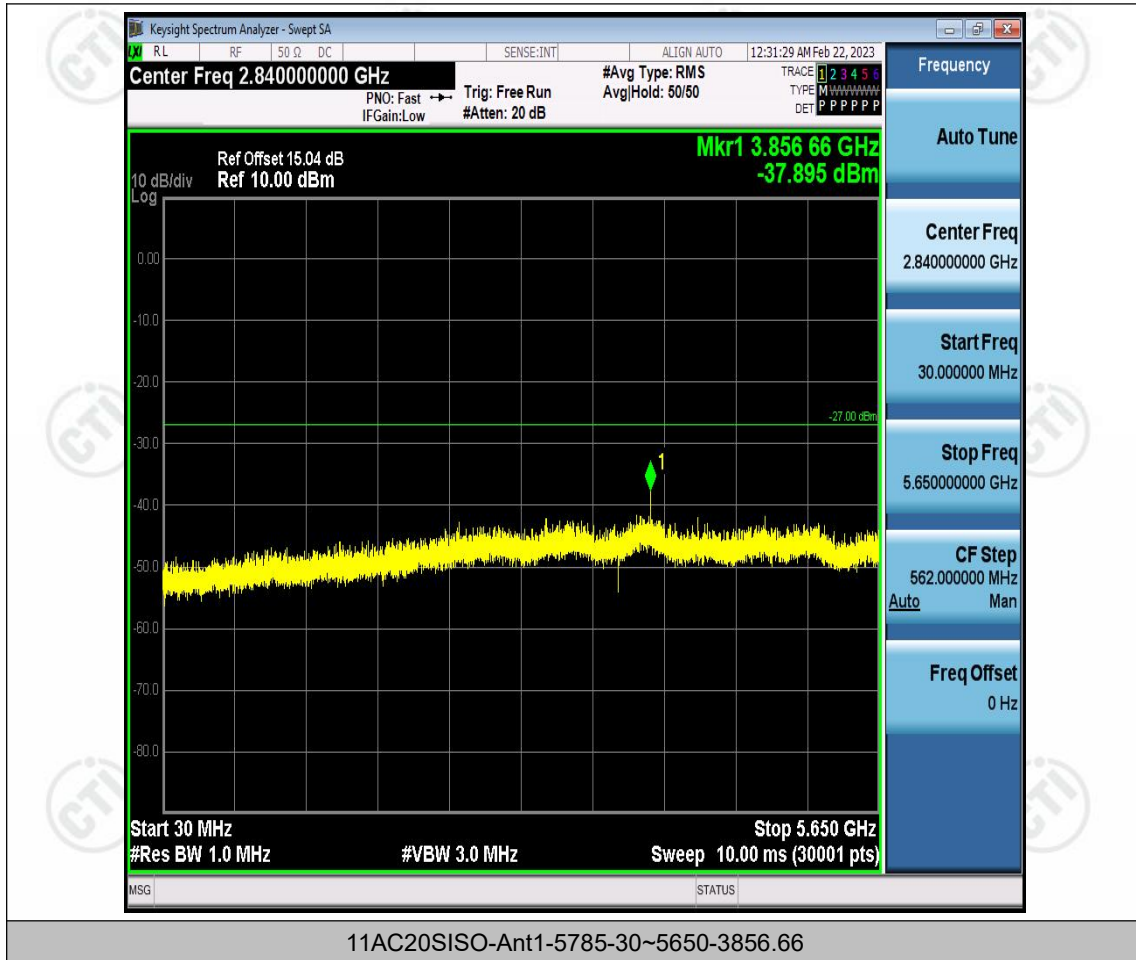 Keysight Spectrum Analyzer - Swept SA
LXI RL RF 50 Ω DC SENSE:INT ALIGN AUTO 12:31:29 AM Feb 22, 2023
Center Freq 2.840000000 GHz
PNO: Fast
IFGain:Low
Trig: Free Run
#Atten: 20 dB
#Avg Type: RMS
Avg|Hold: 50/50
TRACE 1 2 3 4 5 6
TYPE M WWWWW
DET P P P P P P
Mkr1 3.856 66 GHz
-37.895 dBm
Ref Offset 15.04 dB
10 dB/div Ref 10.00 dBm
Log
0.00
-10.0
-20.0
-27.00 dBm
-30.0
1
-40.0
-50.0
-60.0
-70.0
-80.0
Start 30 MHz Stop 5.650 GHz
#Res BW 1.0 MHz #VBW 3.0 MHz Sweep 10.00 ms (30001 pts)
MSG STATUS
Frequency
Auto Tune
Center Freq
2.840000000 GHz
Start Freq
30.000000 MHz
Stop Freq
5.650000000 GHz
CF Step
562.000000 MHz
Auto Man
Freq Offset
0 Hz
CTI
CTI
CTI
CTI
CTI
CTI
11AC20SISO-Ant1-5785-30~5650-3856.66